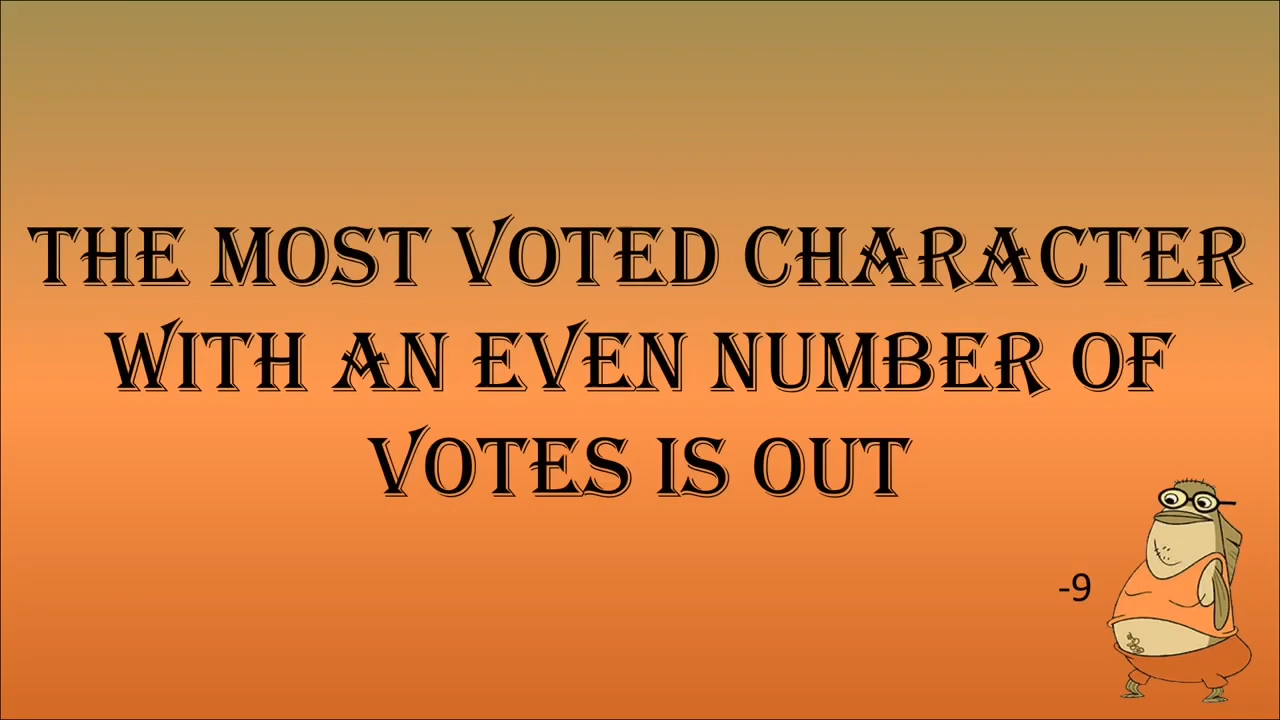 THE MOST VOTED CHARACTER
WITH AN EVEN NUMBER OF
VOTES IS OUT
-9